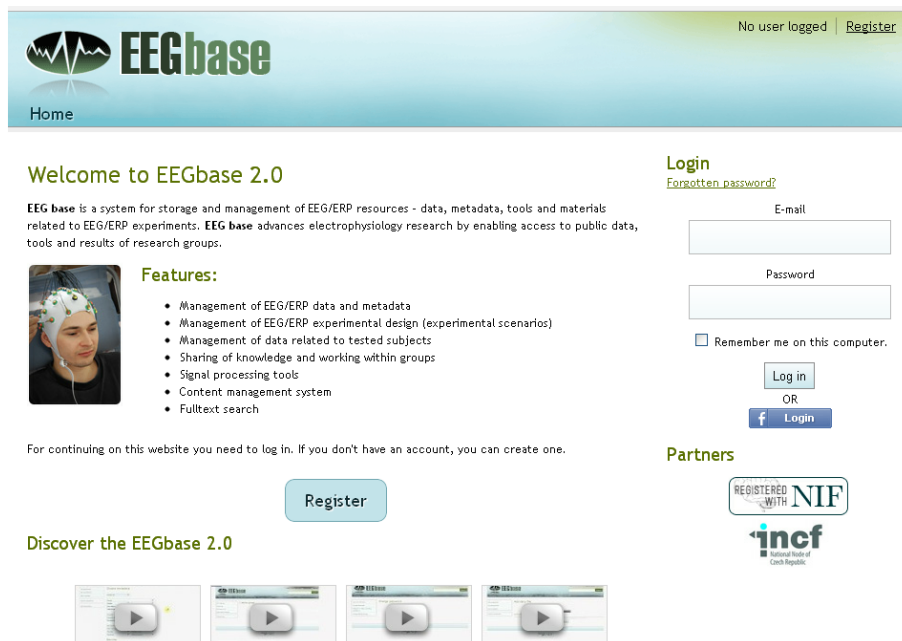 No user logged Register
EEGbase
Home
Welcome to EEGbase 2.0
EEG base is a system for storage and management of EEG/ERP resources - data, metadata, tools and materials
related to EEG/ERP experiments. EEG base advances electrophysiology research by enabling access to public data,
tools and results of research groups.
Features:
Management of EEG/ERP data and metadata
Management of EEG/ERP experimental design (experimental scenarios)
Management of data related to tested subjects
Sharing of knowledge and working within groups
Signal processing tools
Content management system
Fulltext search
For continuing on this website you need to log in. If you don't have an account, you can create one.
Register
Discover the EEGbase 2.0
Login
Forgotten password?
E-mail
Password
Remember me on this computer.
Log in
OR
f Login
Partners
REGISTERED
WITH NIF
incf
National Node of
Czech Republic